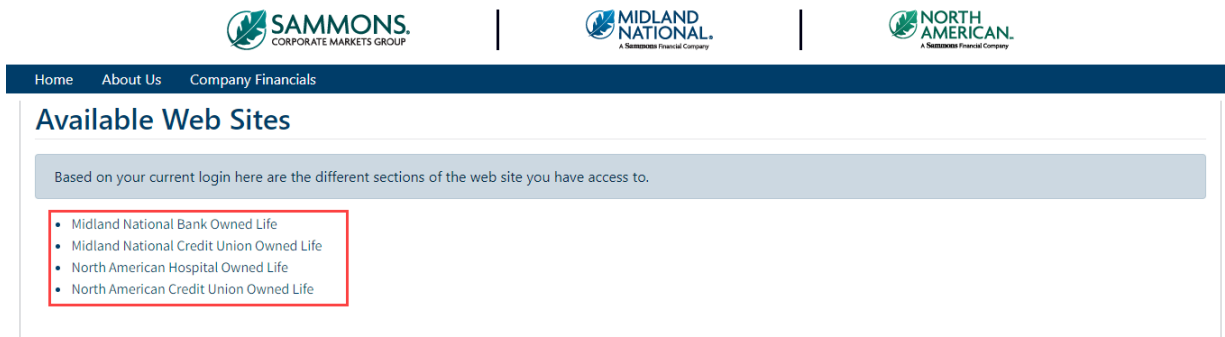 SAMMONS.
CORPORATE MARKETS GROUP
MIDLAND
NATIONAL.
A Sammons Financial Company
NORTH
AMERICAN.
A Sammons Financial Company
Home About Us Company Financials
Available Web Sites
Based on your current login here are the different sections of the web site you have access to.
• Midland National Bank Owned Life
• Midland National Credit Union Owned Life
• North American Hospital Owned Life
• North American Credit Union Owned Life